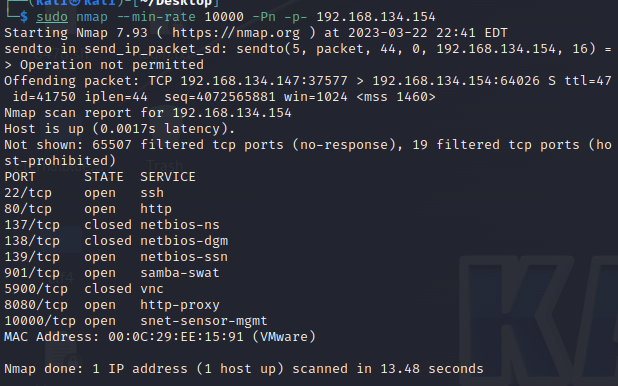 (kali㉿kali)-[~/Desktop]
$ sudo nmap --min-rate 10000 -Pn -p- 192.168.134.154
Starting Nmap 7.93 ( https://nmap.org ) at 2023-03-22 22:41 EDT
sendto in send_ip_packet_sd: sendto(5, packet, 44, 0, 192.168.134.154, 16) =
> Operation not permitted
Offending packet: TCP 192.168.134.147:37577 > 192.168.134.154:64026 S ttl=47
id=41750 iplen=44  seq=4072565881 win=1024 <mss 1460>
Nmap scan report for 192.168.134.154
Host is up (0.0017s latency).
Not shown: 65507 filtered tcp ports (no-response), 19 filtered tcp ports (ho
st-prohibited)
PORT      STATE  SERVICE
22/tcp    open   ssh
80/tcp    open   http
137/tcp   closed netbios-ns
138/tcp   closed netbios-dgm
139/tcp   open   netbios-ssn
901/tcp   open   samba-swat
5900/tcp  closed vnc
8080/tcp  open   http-proxy
10000/tcp open   snet-sensor-mgmt
MAC Address: 00:0C:29:EE:15:91 (VMware)
Nmap done: 1 IP address (1 host up) scanned in 13.48 seconds